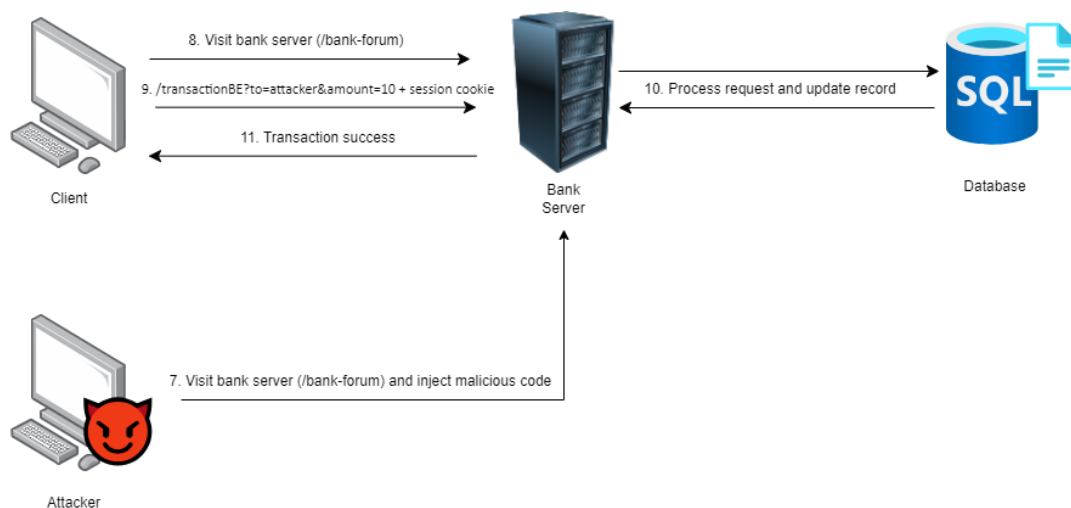 8. Visit bank server (/bank-forum)
9. /transactionBE?to=attacker&amount=10 + session cookie
10. Process request and update record
SQL
11. Transaction success
Client
Bank
Server
Database
7. Visit bank server (/bank-forum) and inject malicious code
Attacker